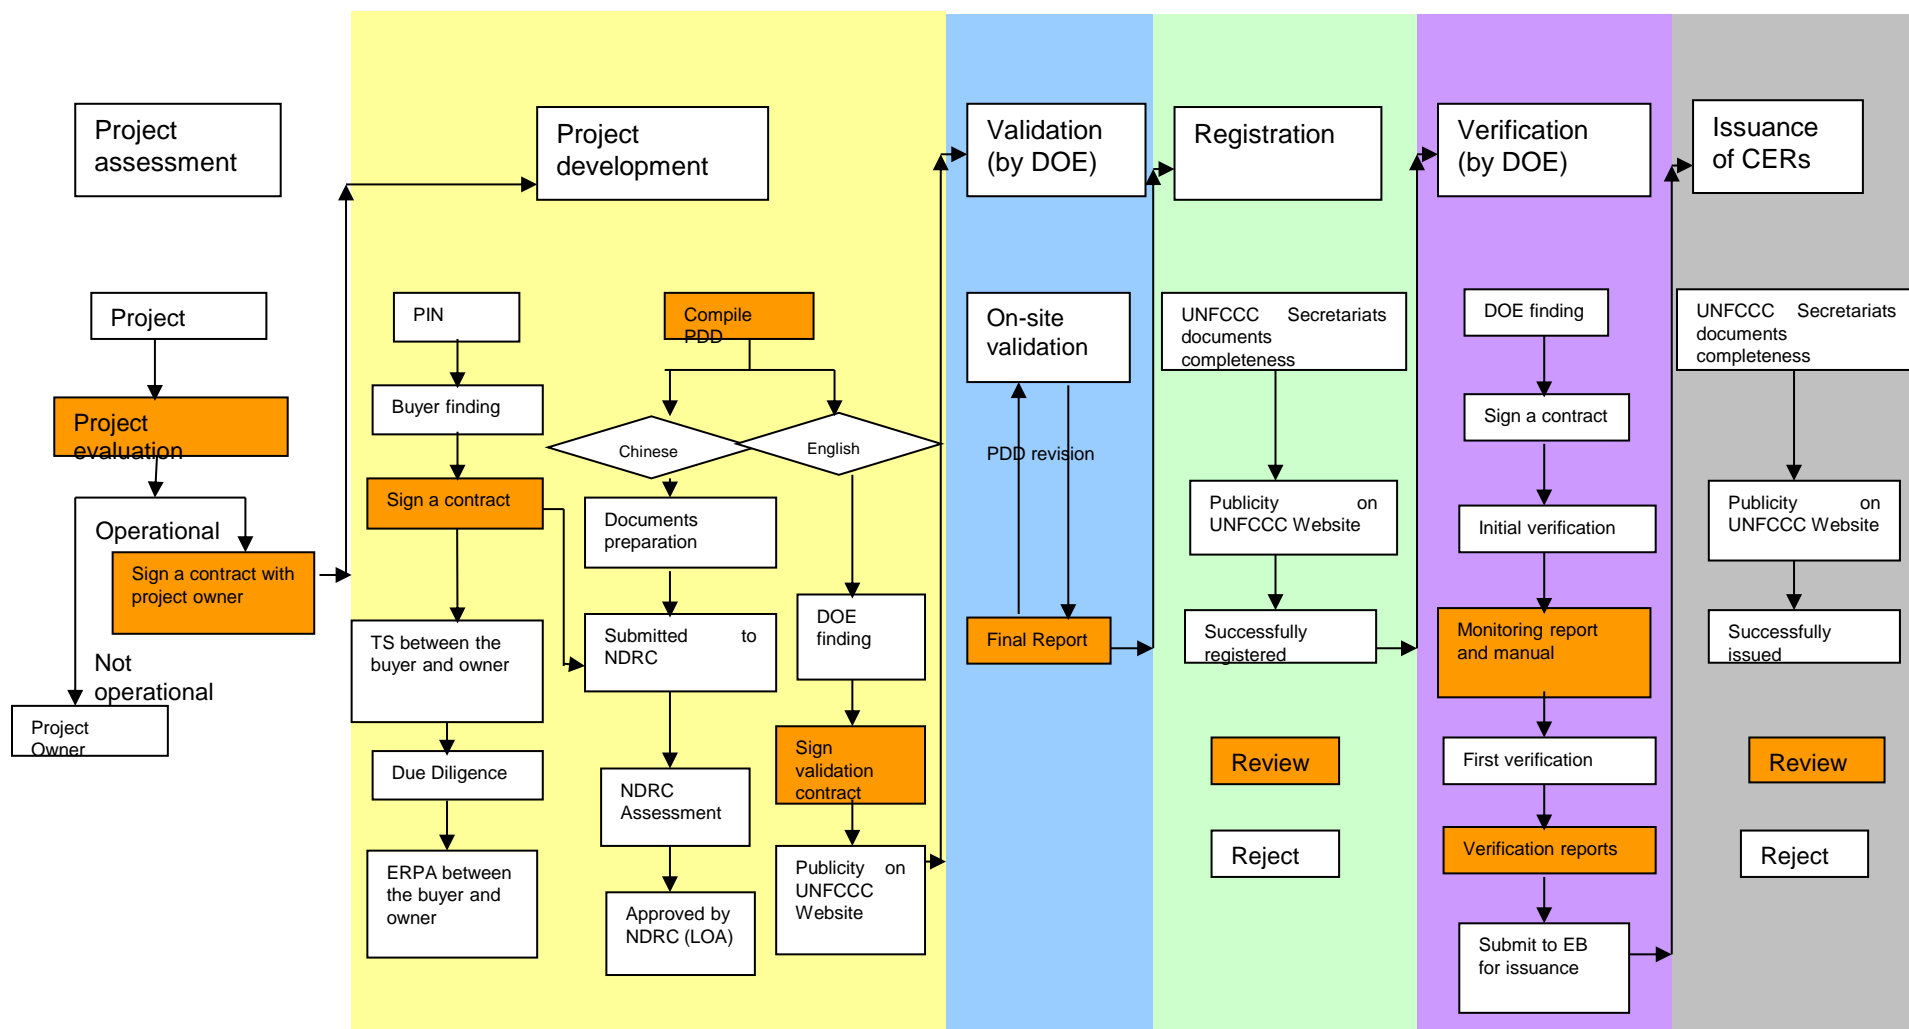 Project
assessment
Project
development
Validation
(by DOE)
Registration
Verification
(by DOE)
Issuance
of CERs
Project
Project
evaluation
Operational
Sign a contract with
project owner
Not
operational
Project
Owner
PIN
Buyer finding
Sign a contract
TS between the
buyer and owner
Due Diligence
ERPA between
the buyer and
owner
Compile
PDD
Chinese
English
Documents
preparation
Submitted to
NDRC
NDRC
Assessment
Approved by
NDRC (LOA)
DOE
finding
Sign
validation
contract
Publicity on
UNFCCC
Website
On-site
validation
PDD revision
Final Report
UNFCCC Secretariats
documents
completeness
Publicity on
UNFCCC Website
Successfully
registered
Review
Reject
DOE finding
Sign a contract
Initial verification
Monitoring report
and manual
First verification
Verification reports
Submit to EB
for issuance
UNFCCC Secretariats
documents
completeness
Publicity on
UNFCCC Website
Successfully
issued
Review
Reject